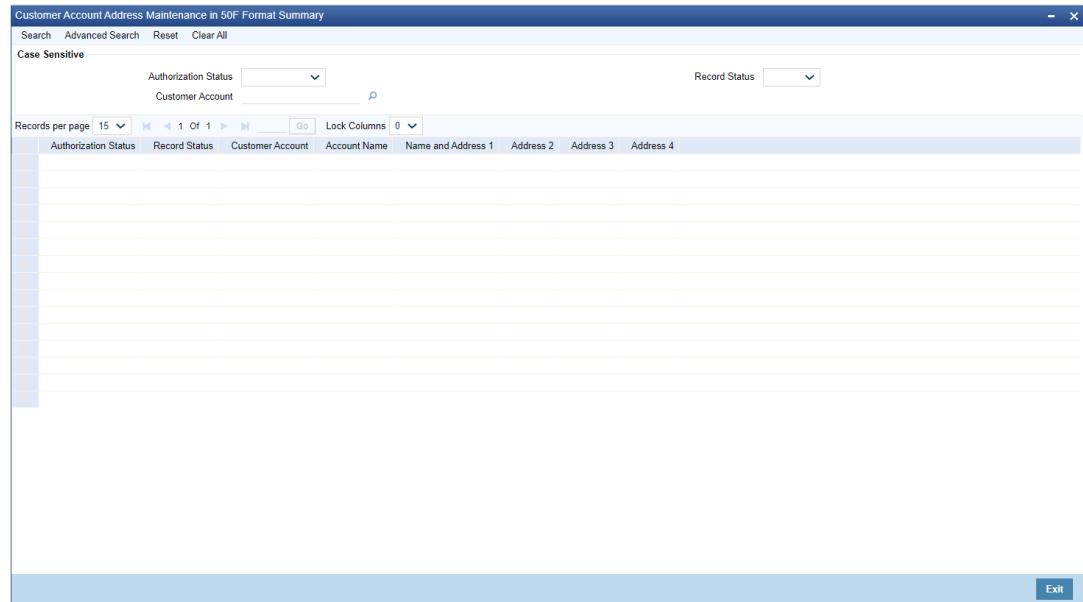 Customer Account Address Maintenance in 50F Format Summary
Search Advanced Search Reset Clear All
Case Sensitive
Authorization Status Record Status
Customer Account
Records per page 15 1 Of 1 Go Lock Columns 0
Authorization Status Record Status Customer Account Account Name Name and Address 1 Address 2 Address 3 Address 4
Exit